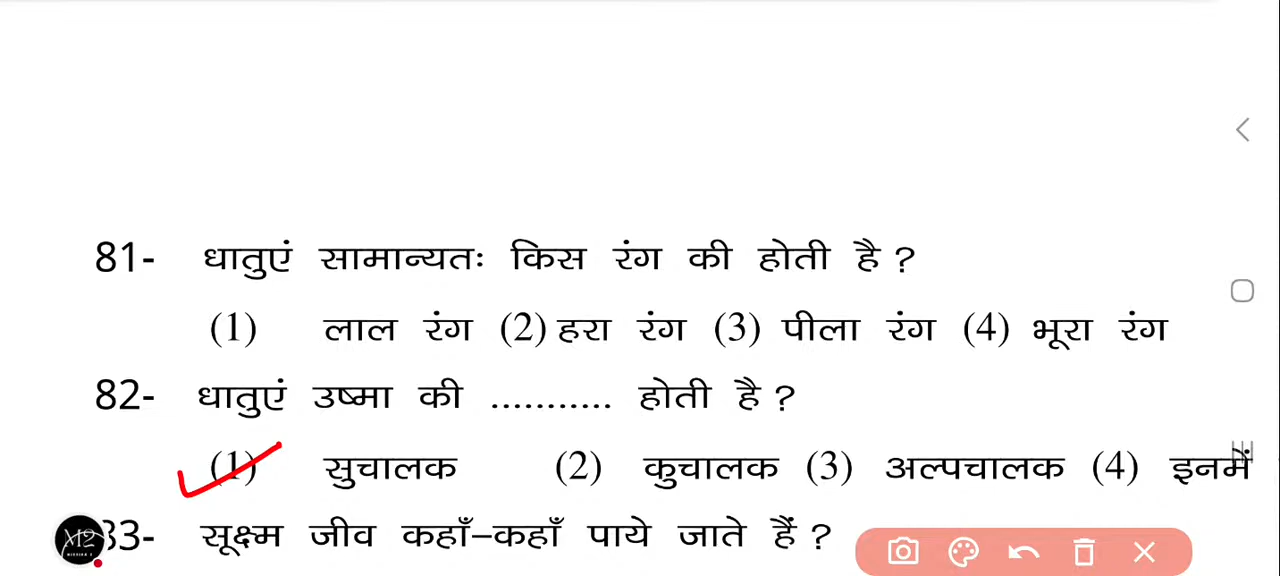 81- धातुएं सामान्यतः किस रंग की होती है ?
(1) लाल रंग (2) हरा रंग (3) पीला रंग (4) भूरा रंग
82- धातुएं उष्मा की ........... होती है ?
(1) सुचालक (2) कुचालक (3) अल्पचालक (4) इनमें
83- सूक्ष्म जीव कहाँ–कहाँ पाये जाते हैं ?